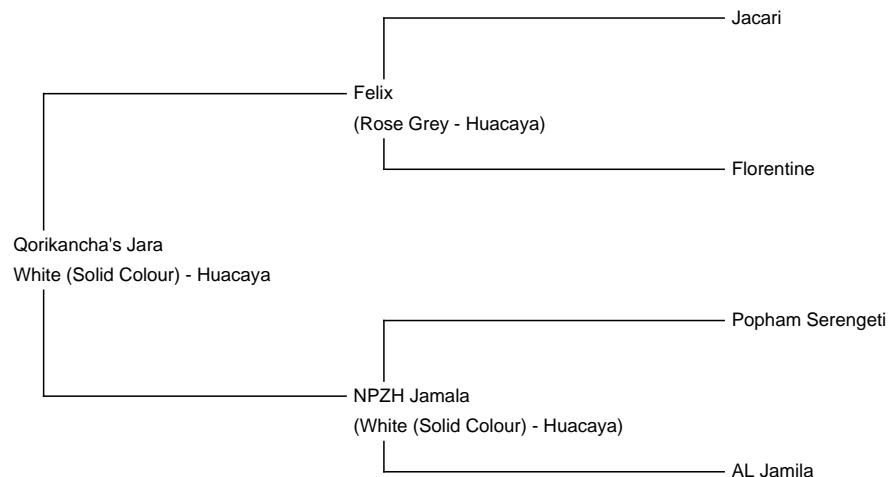 Jacari
Felix
(Rose Grey - Huacaya)
Florentine
Qorikancha's Jara
White (Solid Colour) - Huacaya
Popham Serengeti
NPZH Jamala
(White (Solid Colour) - Huacaya)
AL Jamila